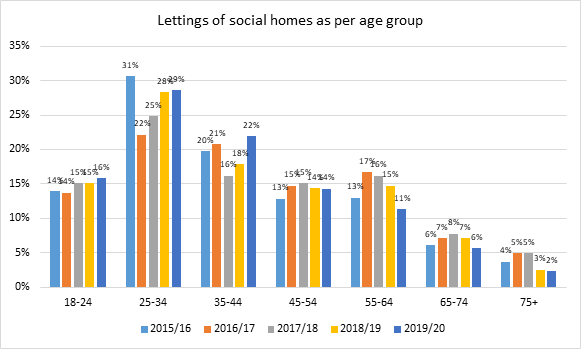 Lettings of social homes as per age group
35%
30%
25%
20%
15%
10%
5%
0%
14% 14% 15% 15% 16%
31% 22% 25% 28% 29%
20% 21% 16% 18% 22%
13% 15% 15% 14% 14%
13% 17% 16% 15% 11%
6% 7% 8% 7% 6%
4% 5% 5% 3% 2%
18-24 25-34 35-44 45-54 55-64 65-74 75+
2015/16 2016/17 2017/18 2018/19 2019/20